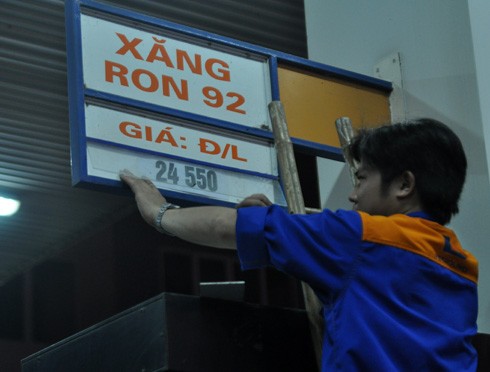 XĂNG
RON 92
GIÁ: Đ/L
24 550